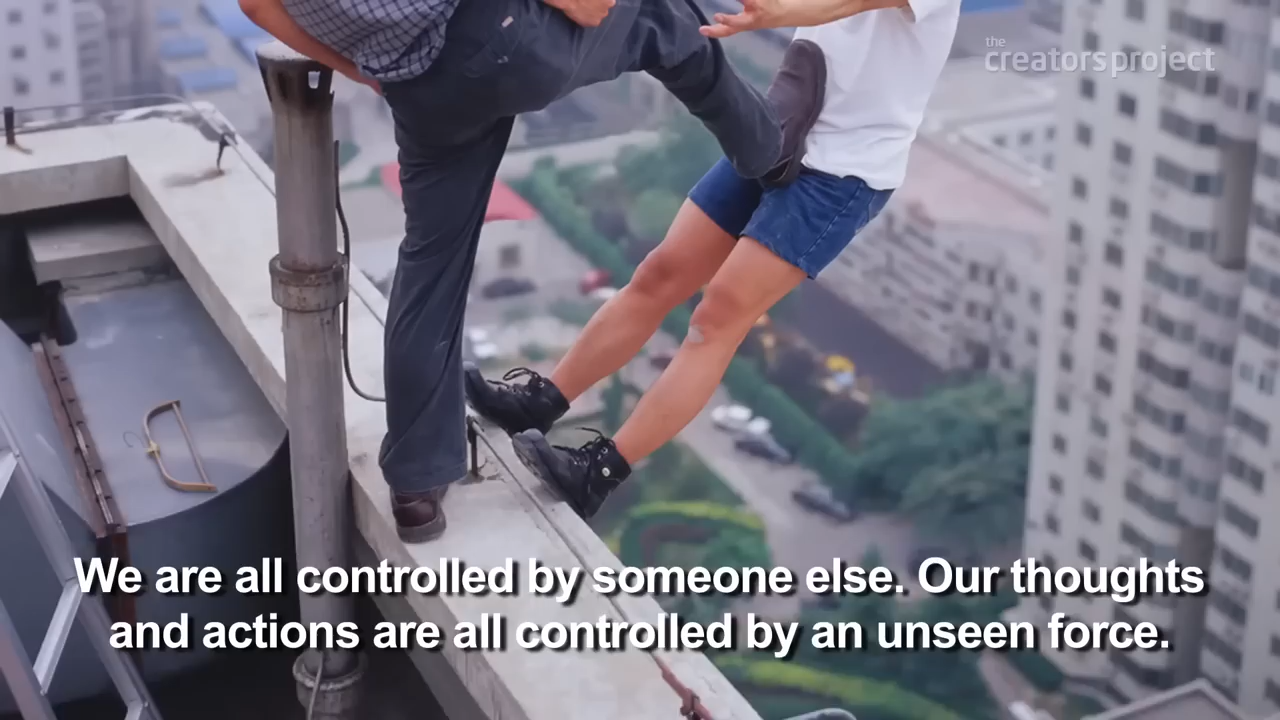 the
creatorsproject
We are all controlled by someone else. Our thoughts
and actions are all controlled by an unseen force.